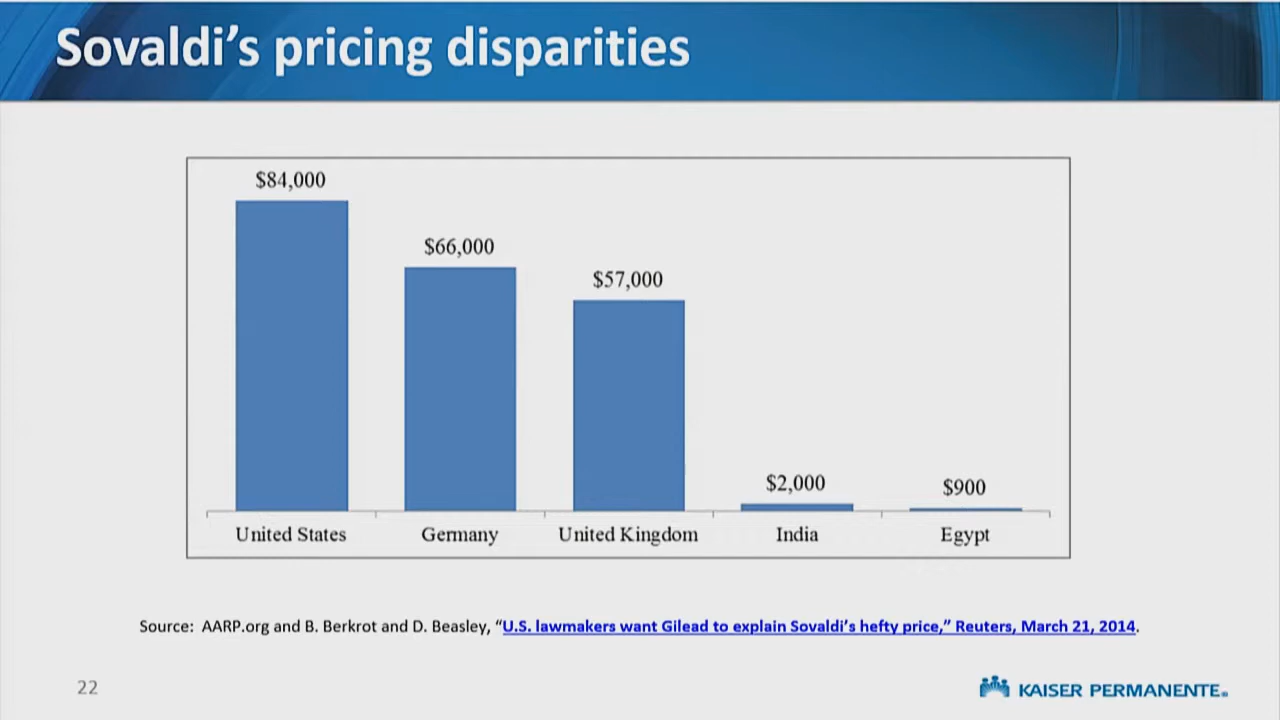 Sovaldi's pricing disparities
$84,000
$66,000
$57,000
$2,000
$900
United States Germany United Kingdom India Egypt
Source: AARP.org and B. Berkrot and D. Beasley, “U.S. lawmakers want Gilead to explain Sovaldi’s hefty price,” Reuters, March 21, 2014.
22
KAISER PERMANENTE®